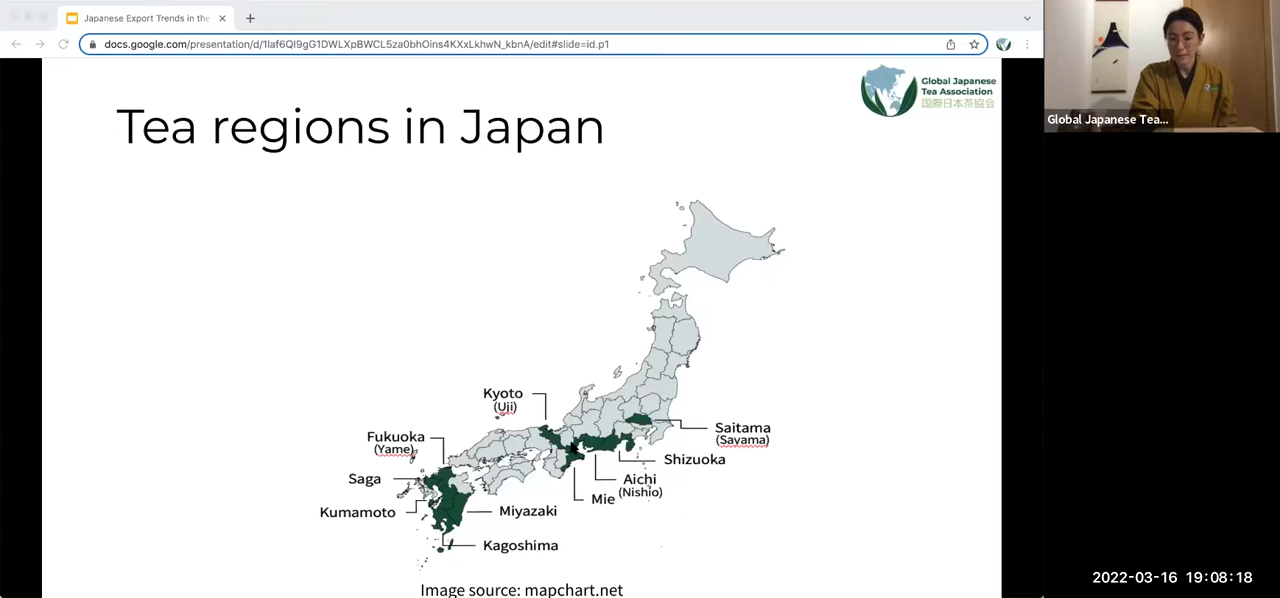 Japanese Export Trends in the
docs.google.com/presentation/d/1Iaf6QI9gG1DWLXpBWCL5za0bhOins4KXxLkhwN_kbnA/edit#slide=id.p1
Global Japanese
Tea Association
国際日本茶協会
Global Japanese Tea...
Tea regions in Japan
Kyoto
(Uji)
Fukuoka
(Yame)
Saitama
(Sayama)
Shizuoka
Saga
Aichi
(Nishio)
Mie
Kumamoto
Miyazaki
Kagoshima
Image source: mapchart.net
2022-03-16 19:08:18